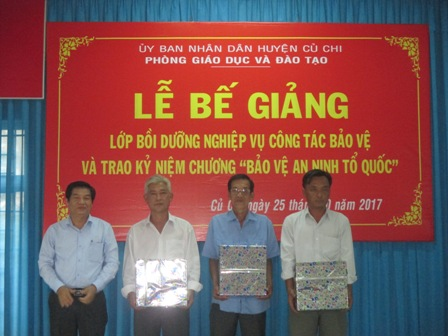 ỦY BAN NHÂN DÂN HUYỆN CỦ CHI
PHÒNG GIÁO DỤC VÀ ĐÀO TẠO
LỄ BẾ GIẢNG
LỚP BỒI DƯỠNG NGHIỆP VỤ CÔNG TÁC BẢO VỆ
VÀ TRAO KỶ NIỆM CHƯƠNG "BẢO VỆ AN NINH TỔ QUỐC"
Củ ngày 25 năm 2017